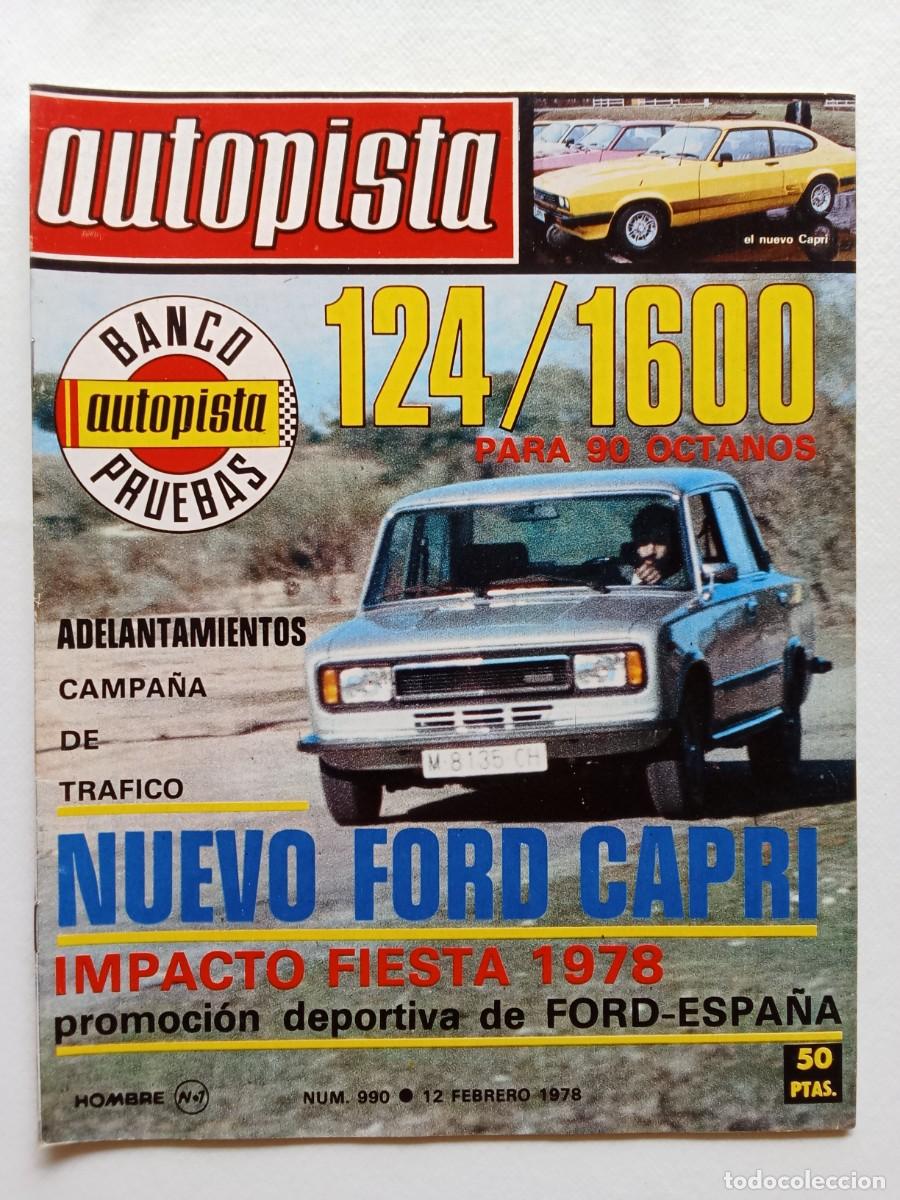 autopista
el nuevo Capri
BANCO
autopista
PRUEBAS
124/1600
PARA 90 OCTANOS
ADELANTAMIENTOS
CAMPAÑA
DE
TRAFICO
M-8135 CH
NUEVO FORD CAPRI
IMPACTO FIESTA 1978
promoción deportiva de FORD-ESPAÑA
50
PTAS.
HOMBRE N.º1
NUM. 990 ● 12 FEBRERO 1978
todocoleccion